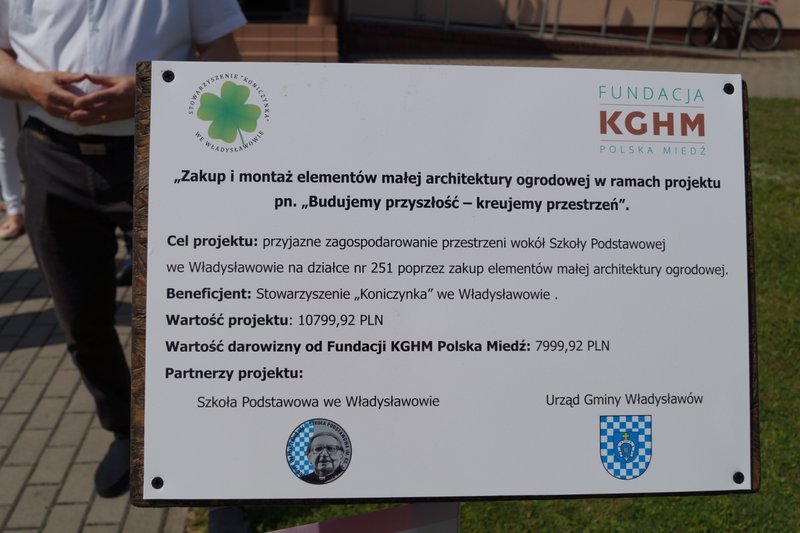 STOWARZYSZENIE "KONICZYNKA"
WE WŁADYSŁAWOWIE
FUNDACJA
KGHM
POLSKA MIEDŹ
„Zakup i montaż elementów małej architektury ogrodowej w ramach projektu
pn. „Budujemy przyszłość – kreujemy przestrzeń”.
Cel projektu: przyjazne zagospodarowanie przestrzeni wokół Szkoły Podstawowej
we Władysławowie na działce nr 251 poprzez zakup elementów małej architektury ogrodowej.
Beneficjent: Stowarzyszenie „Koniczynka” we Władysławowie .
Wartość projektu: 10799,92 PLN
Wartość darowizny od Fundacji KGHM Polska Miedź: 7999,92 PLN
Partnerzy projektu:
Szkoła Podstawowa we Władysławowie
Urząd Gminy Władysławów
SZKOŁA PODSTAWOWA